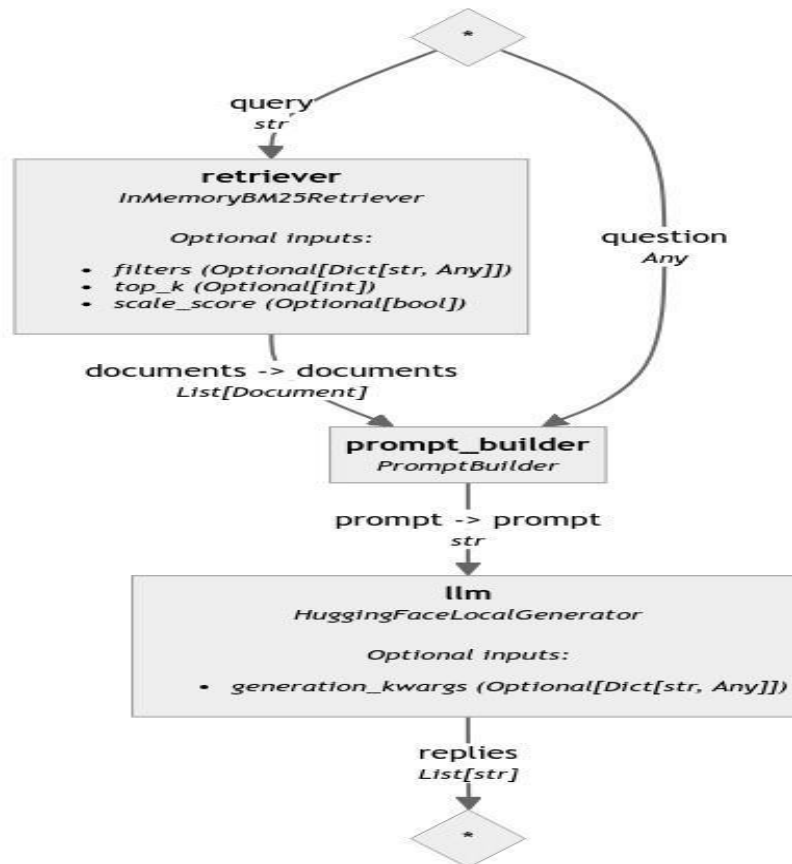 *
query
str
retriever
InMemoryBM25Retriever
Optional inputs:
• filters (Optional[Dict[str, Any]])
• top_k (Optional[int])
• scale_score (Optional[bool])
question
Any
documents -> documents
List[Document]
prompt_builder
PromptBuilder
prompt -> prompt
str
llm
HuggingFaceLocalGenerator
Optional inputs:
• generation_kwargs (Optional[Dict[str, Any]])
replies
List[str]
*